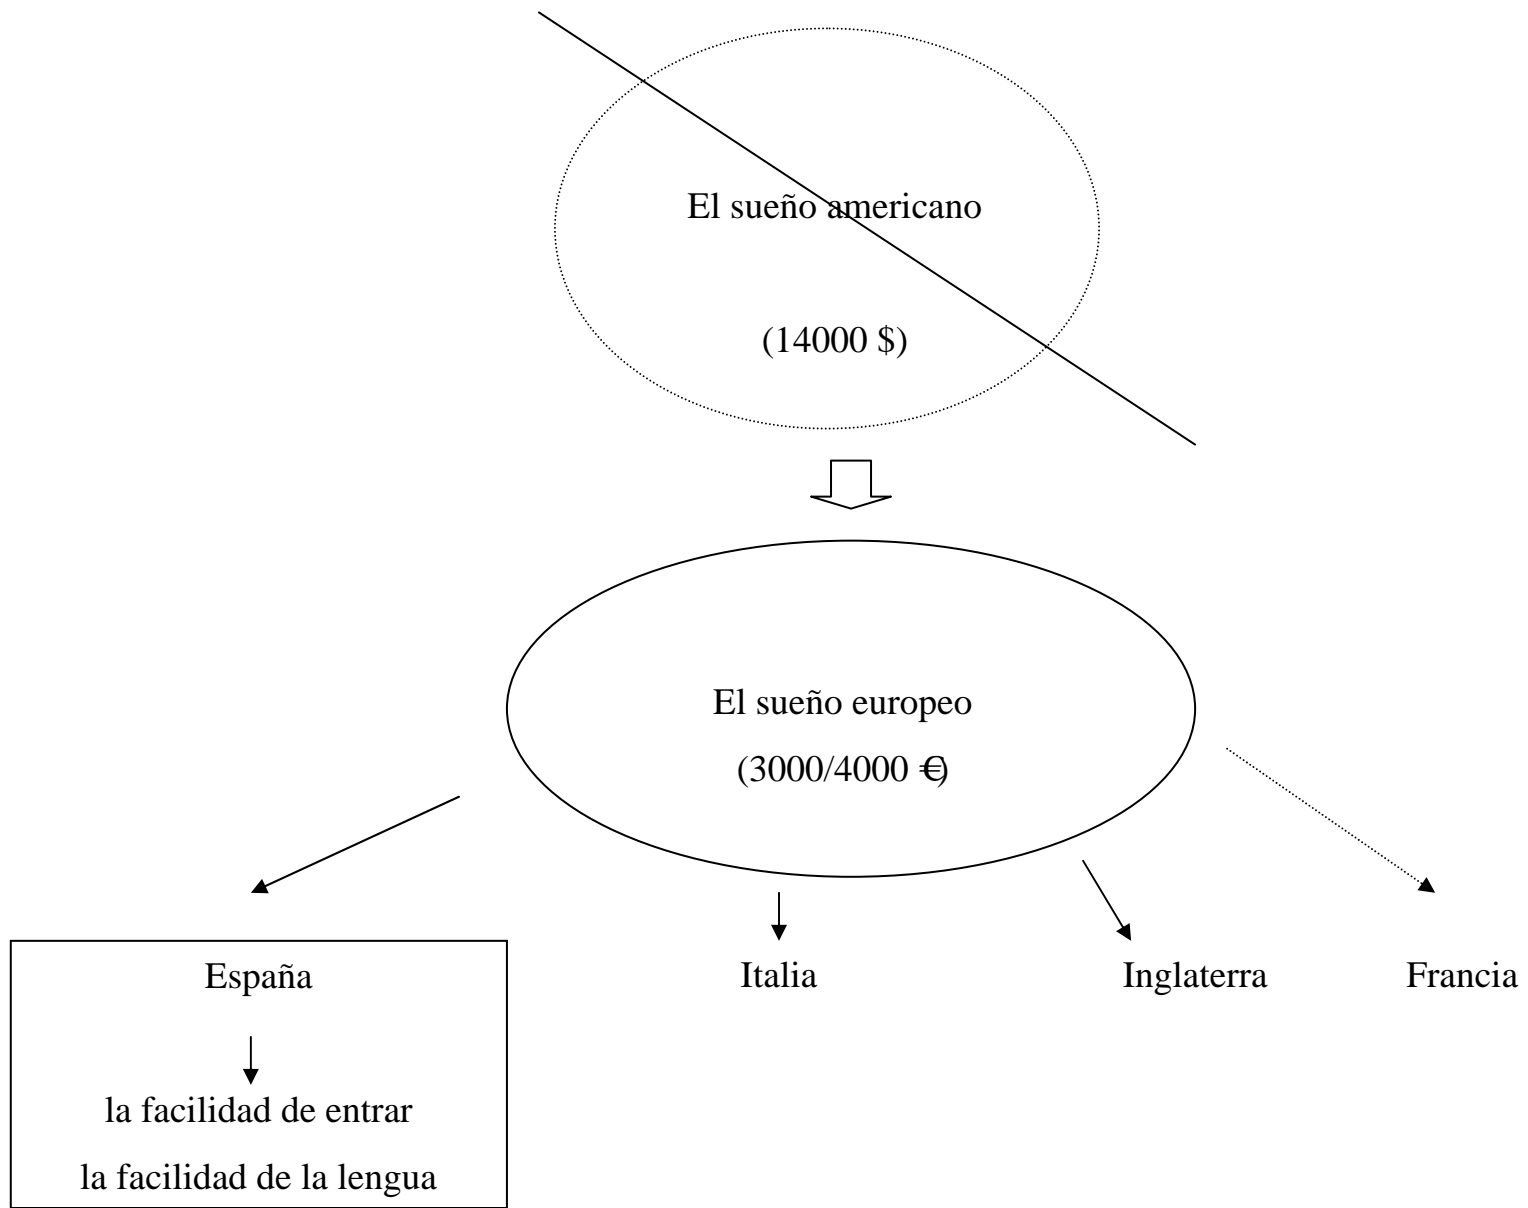 El sueño americano
(14000 $)
El sueño europeo
(3000/4000 €)
España
Italia
Inglaterra
Francia
la facilidad de entrar
la facilidad de la lengua